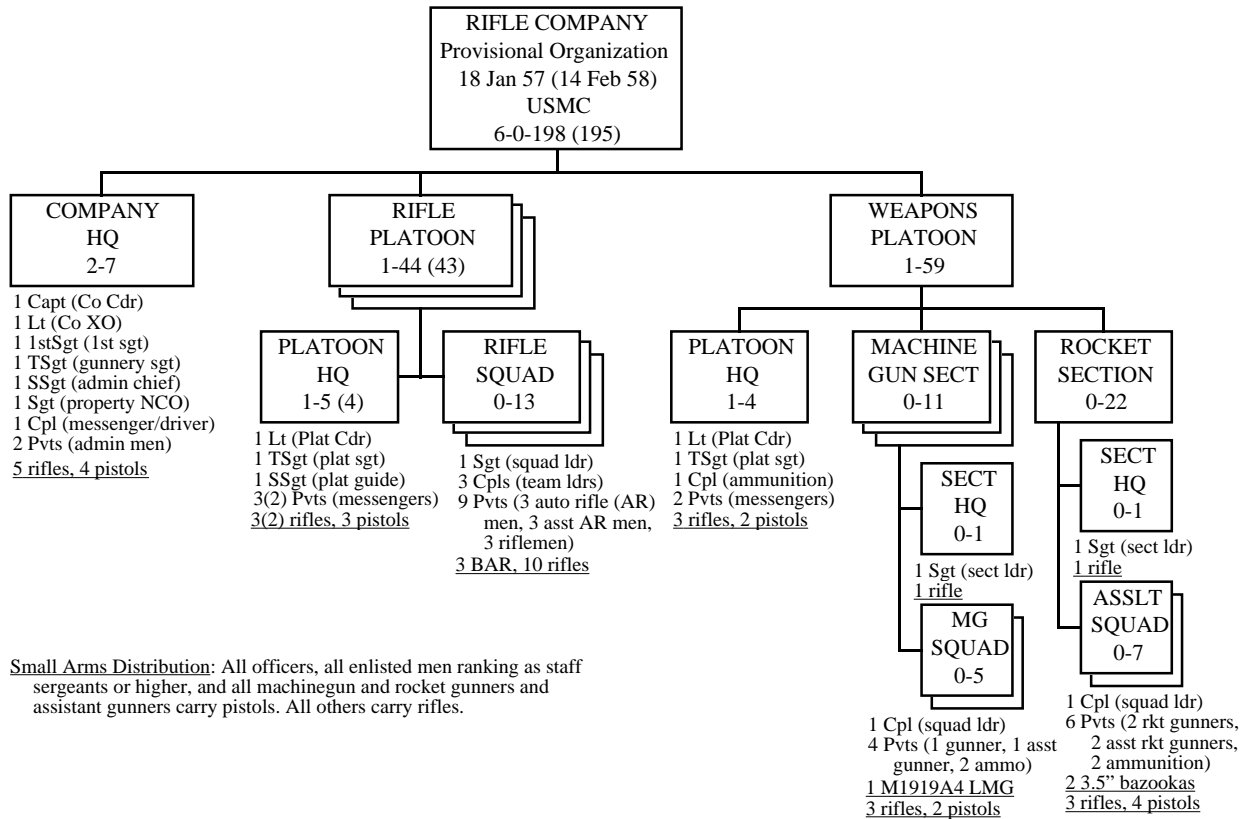 RIFLE COMPANY
Provisional Organization
18 Jan 57 (14 Feb 58)
USMC
6-0-198 (195)
COMPANY
HQ
2-7
1 Capt (Co Cdr)
1 Lt (Co XO)
1 1stSgt (1st sgt)
1 TSgt (gunnery sgt)
1 SSgt (admin chief)
1 Sgt (property NCO)
1 Cpl (messenger/driver)
2 Pvts (admin men)
5 rifles, 4 pistols
RIFLE
PLATOON
1-44 (43)
PLATOON
HQ
1-5 (4)
1 Lt (Plat Cdr)
1 TSgt (plat sgt)
1 SSgt (plat guide)
3(2) Pvts (messengers)
3(2) rifles, 3 pistols
RIFLE
SQUAD
0-13
1 Sgt (squad ldr)
3 Cpls (team ldrs)
9 Pvts (3 auto rifle (AR)
men, 3 asst AR men,
3 riflemen)
3 BAR, 10 rifles
WEAPONS
PLATOON
1-59
PLATOON
HQ
1-4
1 Lt (Plat Cdr)
1 TSgt (plat sgt)
1 Cpl (ammunition)
2 Pvts (messengers)
3 rifles, 2 pistols
MACHINE
GUN SECT
0-11
SECT
HQ
0-1
1 Sgt (sect ldr)
1 rifle
MG
SQUAD
0-5
1 Cpl (squad ldr)
4 Pvts (1 gunner, 1 asst
gunner, 2 ammo)
1 M1919A4 LMG
3 rifles, 2 pistols
ROCKET
SECTION
0-22
SECT
HQ
0-1
1 Sgt (sect ldr)
1 rifle
ASSLT
SQUAD
0-7
1 Cpl (squad ldr)
6 Pvts (2 rkt gunners,
2 asst rkt gunners,
2 ammunition)
2 3.5” bazookas
3 rifles, 4 pistols
Small Arms Distribution: All officers, all enlisted men ranking as staff
sergeants or higher, and all machinegun and rocket gunners and
assistant gunners carry pistols. All others carry rifles.